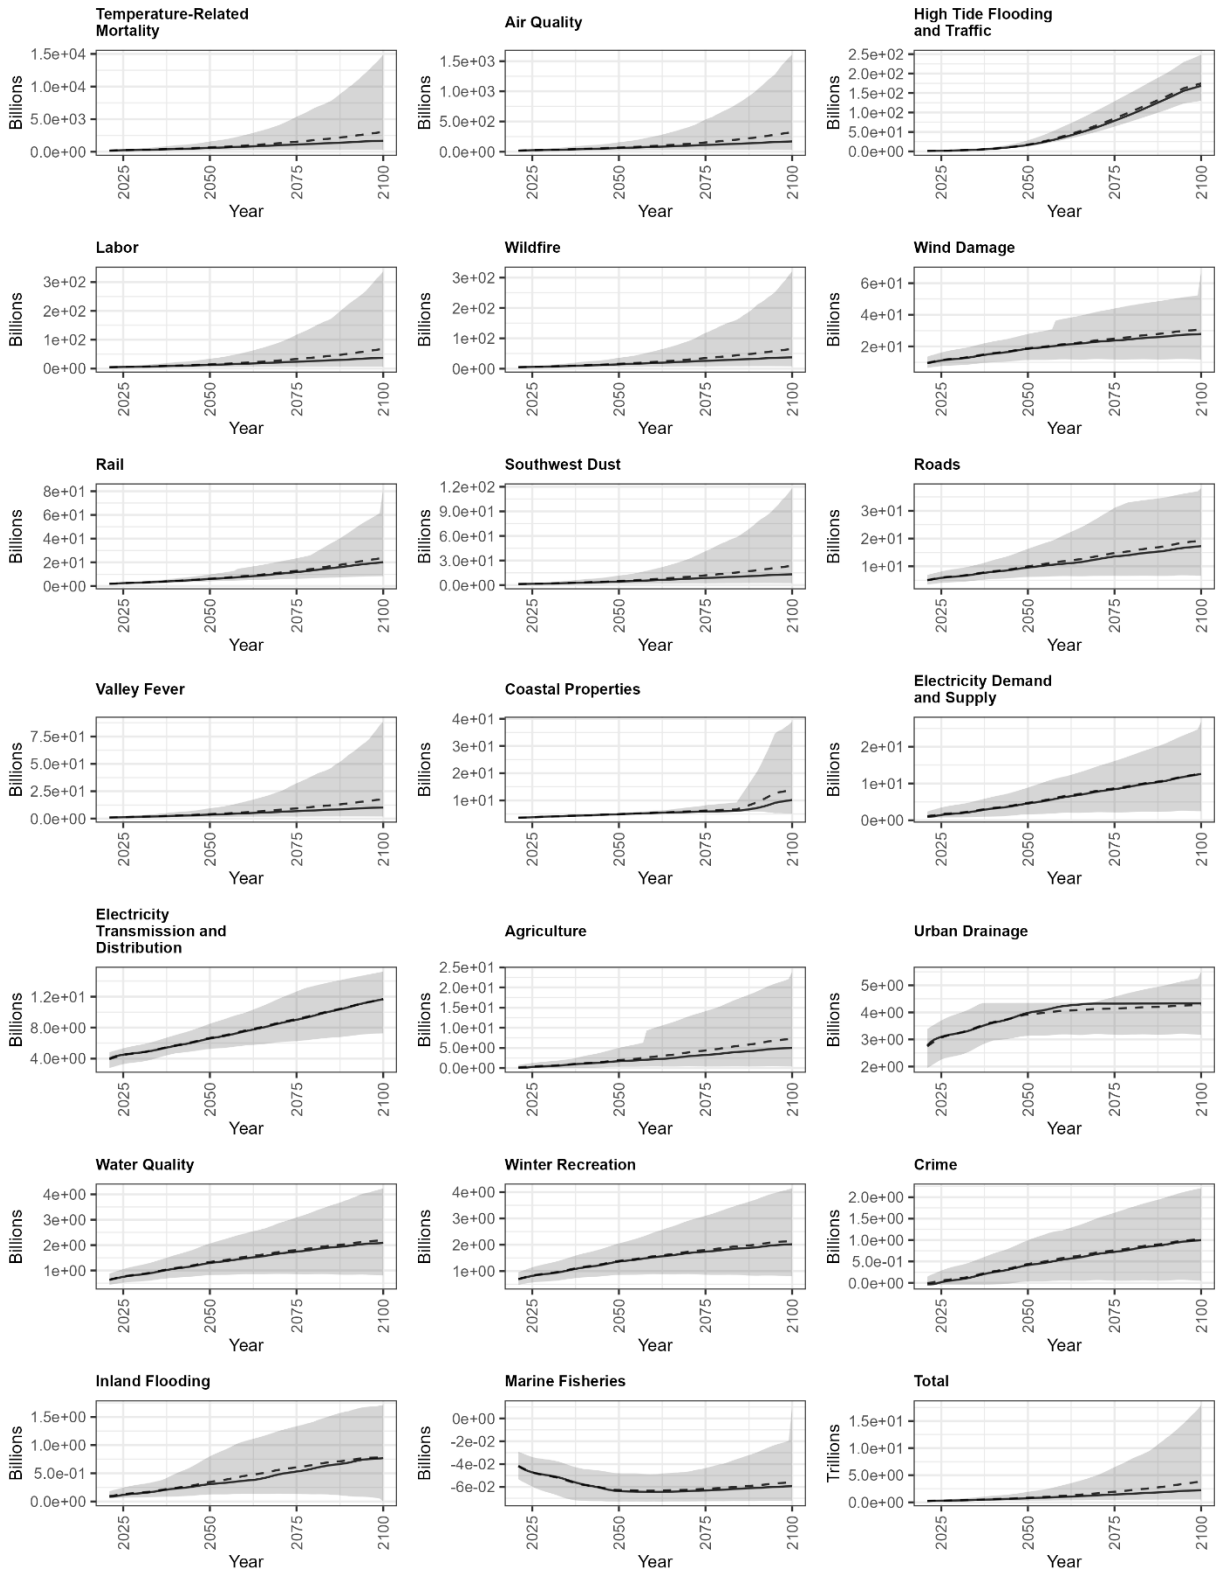 Temperature-Related
Mortality
Billions
1.5e+04
1.0e+04
5.0e+03
0.0e+00
2025
2050
2075
2100
Year
Air Quality
Billions
1.5e+03
1.0e+03
5.0e+02
0.0e+00
2025
2050
2075
2100
Year
High Tide Flooding
and Traffic
Billions
2.5e+02
2.0e+02
1.5e+02
1.0e+02
5.0e+01
0.0e+00
2025
2050
2075
2100
Year
Labor
Billions
3e+02
2e+02
1e+02
0e+00
2025
2050
2075
2100
Year
Wildfire
Billions
3e+02
2e+02
1e+02
0e+00
2025
2050
2075
2100
Year
Wind Damage
Billions
6e+01
4e+01
2e+01
2025
2050
2075
2100
Year
Rail
Billions
8e+01
6e+01
4e+01
2e+01
0e+00
2025
2050
2075
2100
Year
Southwest Dust
Billions
1.2e+02
9.0e+01
6.0e+01
3.0e+01
0.0e+00
2025
2050
2075
2100
Year
Roads
Billions
3e+01
2e+01
1e+01
2025
2050
2075
2100
Year
Valley Fever
Billions
7.5e+01
5.0e+01
2.5e+01
0.0e+00
2025
2050
2075
2100
Year
Coastal Properties
Billions
4e+01
3e+01
2e+01
1e+01
2025
2050
2075
2100
Year
Electricity Demand
and Supply
Billions
2e+01
1e+01
0e+00
2025
2050
2075
2100
Year
Electricity
Transmission and
Distribution
Billions
1.2e+01
8.0e+00
4.0e+00
2025
2050
2075
2100
Year
Agriculture
Billions
2.5e+01
2.0e+01
1.5e+01
1.0e+01
5.0e+00
0.0e+00
2025
2050
2075
2100
Year
Urban Drainage
Billions
5e+00
4e+00
3e+00
2e+00
2025
2050
2075
2100
Year
Water Quality
Billions
4e+00
3e+00
2e+00
1e+00
2025
2050
2075
2100
Year
Winter Recreation
Billions
4e+00
3e+00
2e+00
1e+00
2025
2050
2075
2100
Year
Crime
Billions
2.0e+00
1.5e+00
1.0e+00
5.0e-01
0.0e+00
2025
2050
2075
2100
Year
Inland Flooding
Billions
1.5e+00
1.0e+00
5.0e-01
0.0e+00
2025
2050
2075
2100
Year
Marine Fisheries
Billions
0e+00
-2e-02
-4e-02
-6e-02
2025
2050
2075
2100
Year
Total
Trillions
1.5e+01
1.0e+01
5.0e+00
0.0e+00
2025
2050
2075
2100
Year